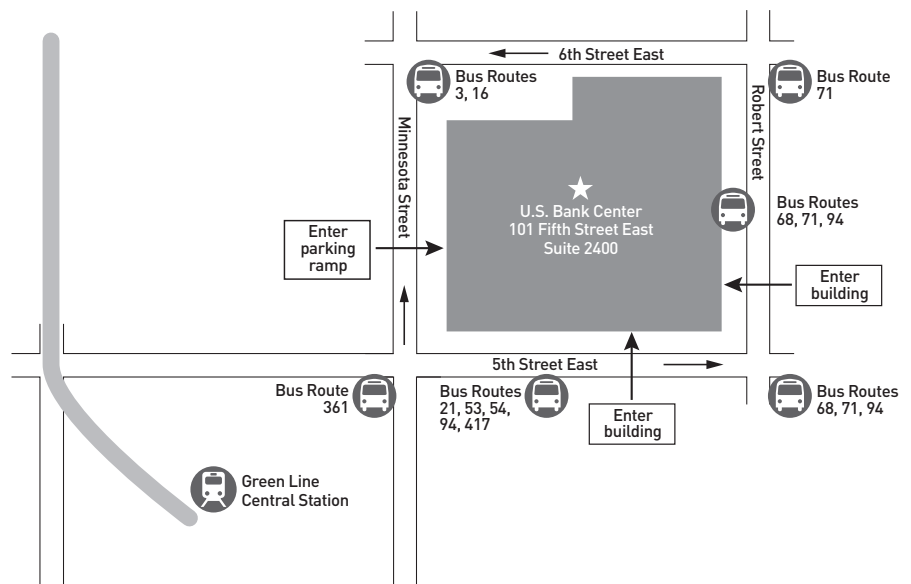 6th Street East
Bus Routes
3, 16
Bus Route
71
Minnesota Street
Robert Street
U.S. Bank Center
101 Fifth Street East
Suite 2400
Bus Routes
68, 71, 94
Enter
parking
ramp
Enter
building
5th Street East
Bus Route
361
Bus Routes
21, 53, 54,
94, 417
Enter
building
Bus Routes
68, 71, 94
Green Line
Central Station